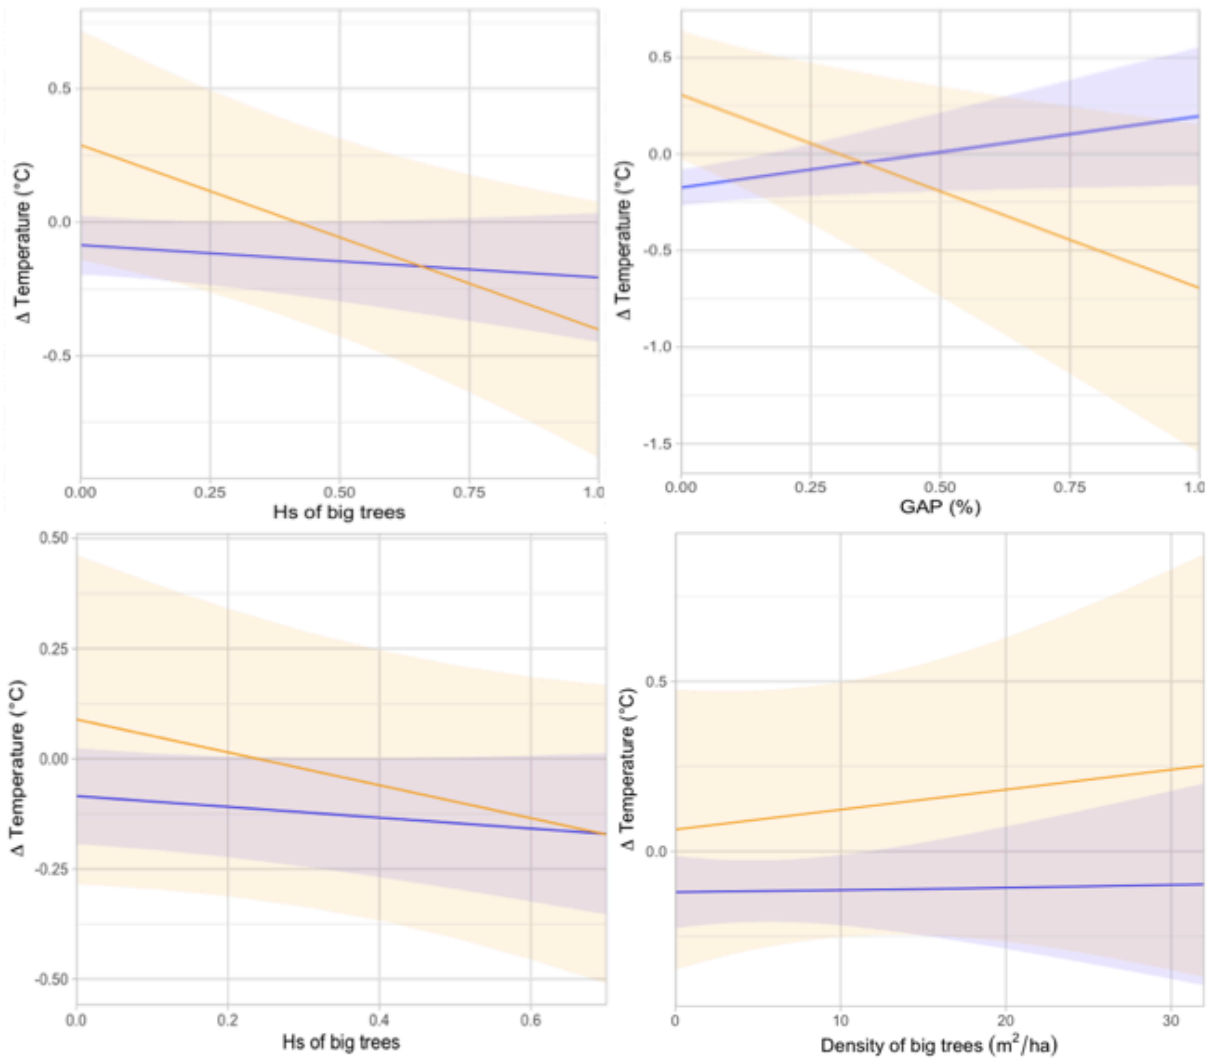 Δ Temperature (°C)
0.5
0.0
-0.5
0.00 0.25 0.50 0.75 1.0
Hs of big trees
Δ Temperature (°C)
0.5
0.0
-0.5
-1.0
-1.5
0.00 0.25 0.50 0.75 1.0
GAP (%)
Δ Temperature (°C)
0.50
0.25
0.00
-0.25
-0.50
0.0 0.2 0.4 0.6
Hs of big trees
Δ Temperature (°C)
0.5
0.0
0 10 20 30
Density of big trees (m²/ha)